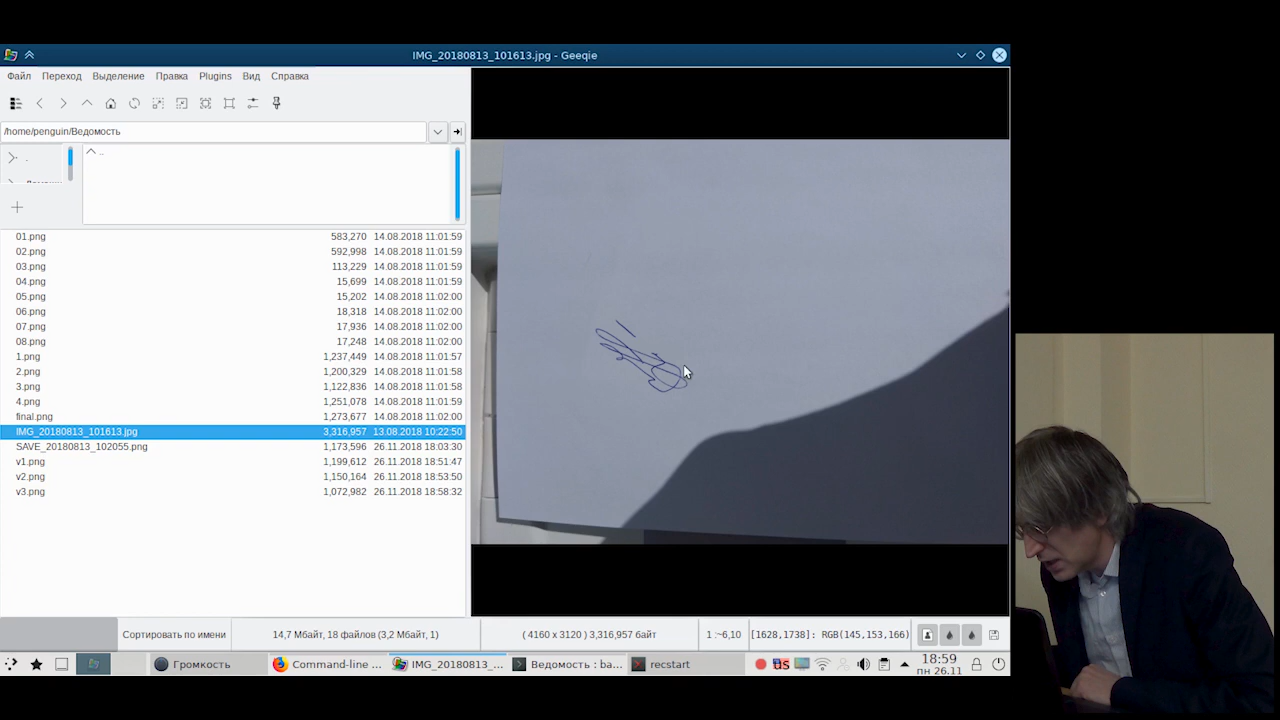 IMG_20180813_101613.jpg - Geeqie
Файл Переход Выделение Правка Plugins Вид Справка
/home/penguin/Ведомость
..
01.png 583,270 14.08.2018 11:01:59
02.png 592,998 14.08.2018 11:01:59
03.png 113,229 14.08.2018 11:01:59
04.png 15,699 14.08.2018 11:01:59
05.png 15,202 14.08.2018 11:02:00
06.png 18,318 14.08.2018 11:02:00
07.png 17,936 14.08.2018 11:02:00
08.png 17,248 14.08.2018 11:02:00
1.png 1,237,449 14.08.2018 11:01:57
2.png 1,200,329 14.08.2018 11:01:58
3.png 1,122,836 14.08.2018 11:01:58
4.png 1,251,078 14.08.2018 11:01:59
final.png 1,273,677 14.08.2018 11:02:00
IMG_20180813_101613.jpg 3,316,957 13.08.2018 10:22:50
SAVE_20180813_102055.png 1,173,596 26.11.2018 18:03:30
v1.png 1,199,612 26.11.2018 18:51:47
v2.png 1,150,164 26.11.2018 18:53:50
v3.png 1,072,982 26.11.2018 18:58:32
Сортировать по имени 14,7 Мбайт, 18 файлов (3,2 Мбайт, 1) ( 4160 x 3120 ) 3,316,957 байт 1 :~6,10 [1628,1738]: RGB(145,153,166)
Громкость Command-line ... IMG_20180813_... Ведомость : ba... recstart us 18:59
пн 26.11